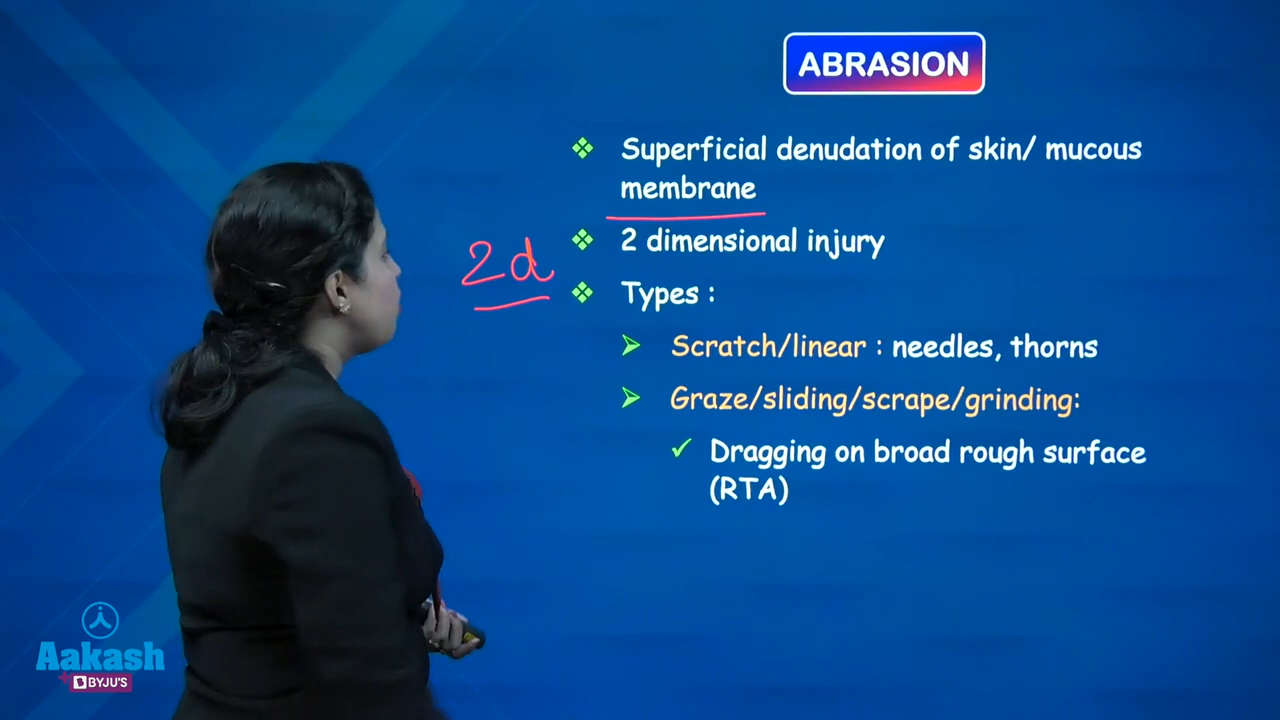 ABRASION
Superficial denudation of skin/ mucous
membrane
2d
2 dimensional injury
Types :
Scratch/linear : needles, thorns
Graze/sliding/scrape/grinding:
Dragging on broad rough surface
(RTA)
Aakash
+ BYJU'S